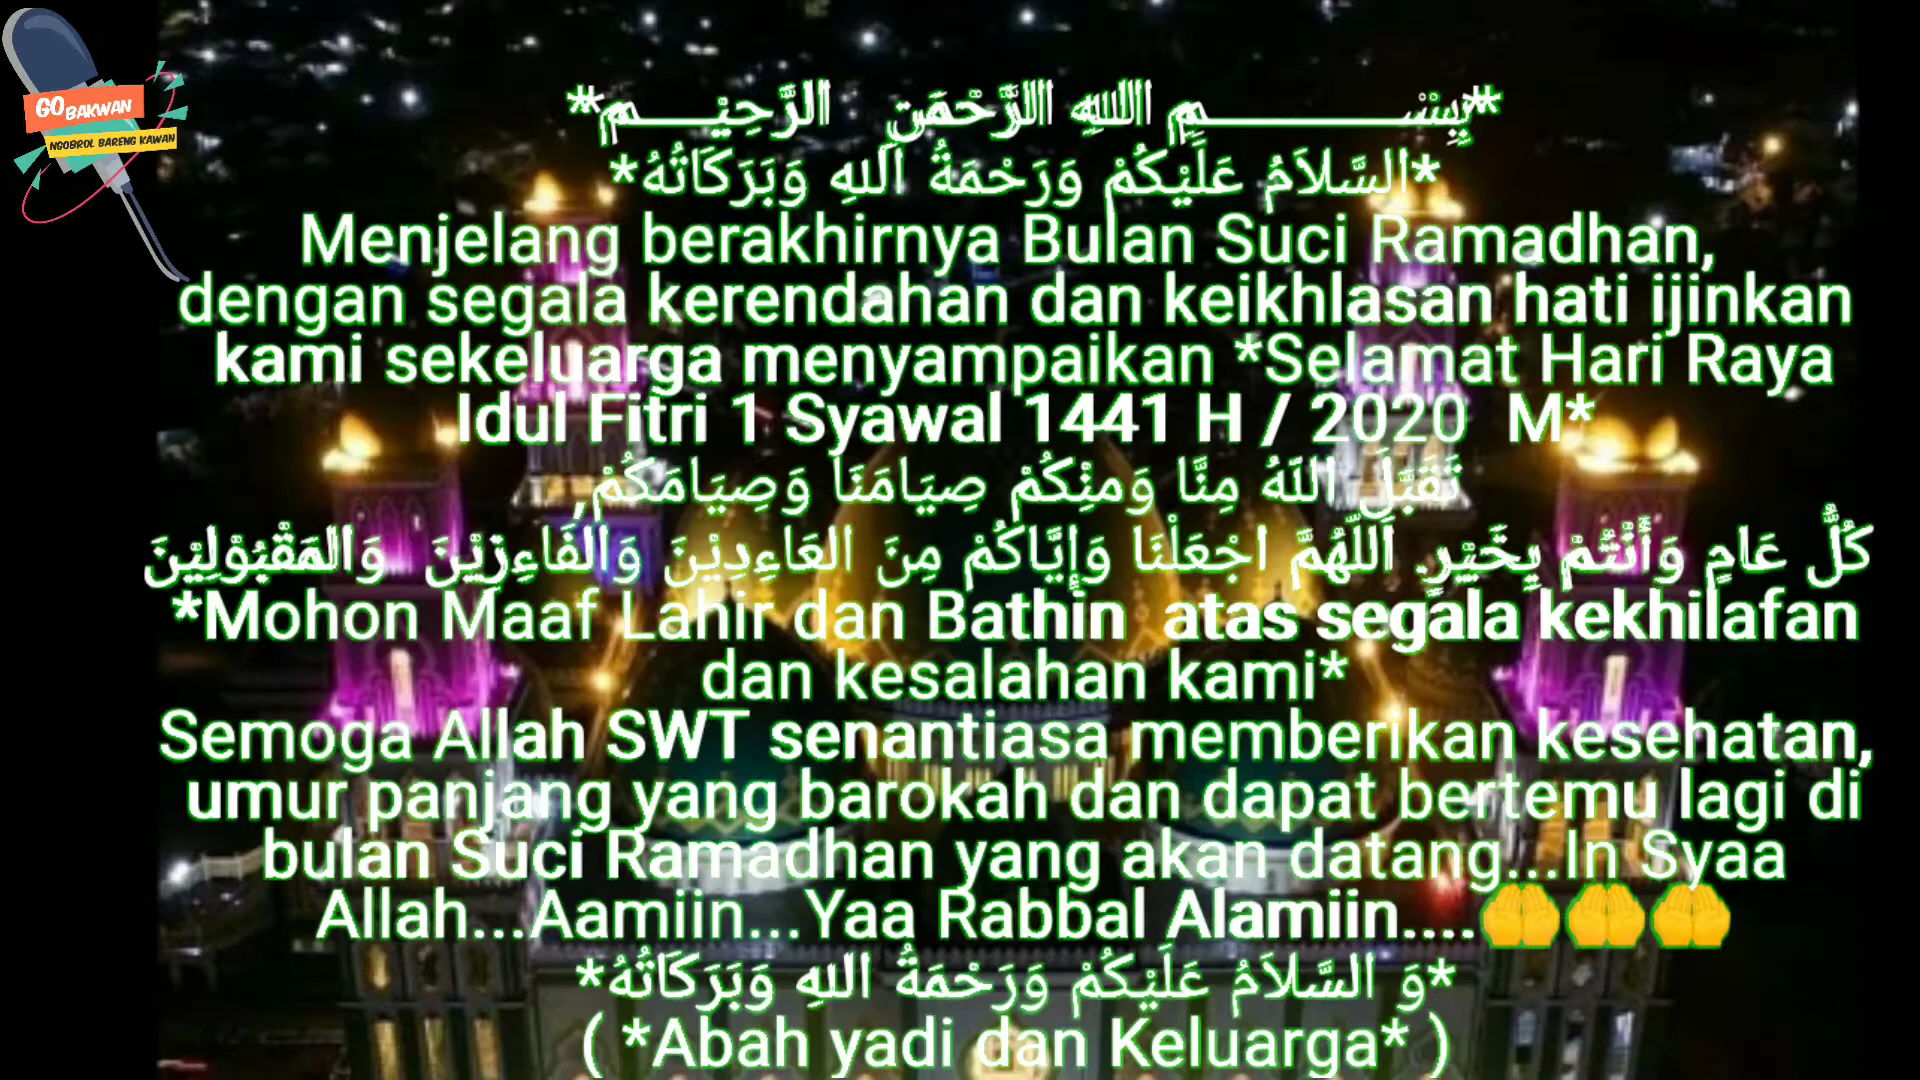 GO BAKWAN
NGOBROL BARENG KAWAN
*بِسْــــــــــــمِ اللهِ الرَّحْمَنِ الرَّحِيْـــمِ*
*السَّلاَمُ عَلَيْكُمْ وَرَحْمَةُ اللهِ وَبَرَكَاتُهُ*
Menjelang berakhirnya Bulan Suci Ramadhan,
dengan segala kerendahan dan keikhlasan hati ijinkan
kami sekeluarga menyampaikan *Selamat Hari Raya
Idul Fitri 1 Syawal 1441 H / 2020 M*
تَقَبَّلَ اللّهُ مِنَّا وَمِنْكُمْ صِيَامَنَا وَصِيَامَكُمْ,
كُلُّ عَامٍ وَأَنْتُمْ بِخَيْرٍ. اَللَّهُمَّ اجْعَلْنَا وَإِيَّاكُمْ مِنَ العَاءِدِيْنَ وَالفَاءِزِيْنَ وَالمَقْبُوْلِيْنَ
*Mohon Maaf Lahir dan Bathin atas segala kekhilafan
dan kesalahan kami*
Semoga Allah SWT senantiasa memberikan kesehatan,
umur panjang yang barokah dan dapat bertemu lagi di
bulan Suci Ramadhan yang akan datang...In Syaa
Allah...Aamiin...Yaa Rabbal Alamiin....🤲🤲🤲
*وَ السَّلاَمُ عَلَيْكُمْ وَرَحْمَةُ اللهِ وَبَرَكَاتُهُ*
( *Abah yadi dan Keluarga* )